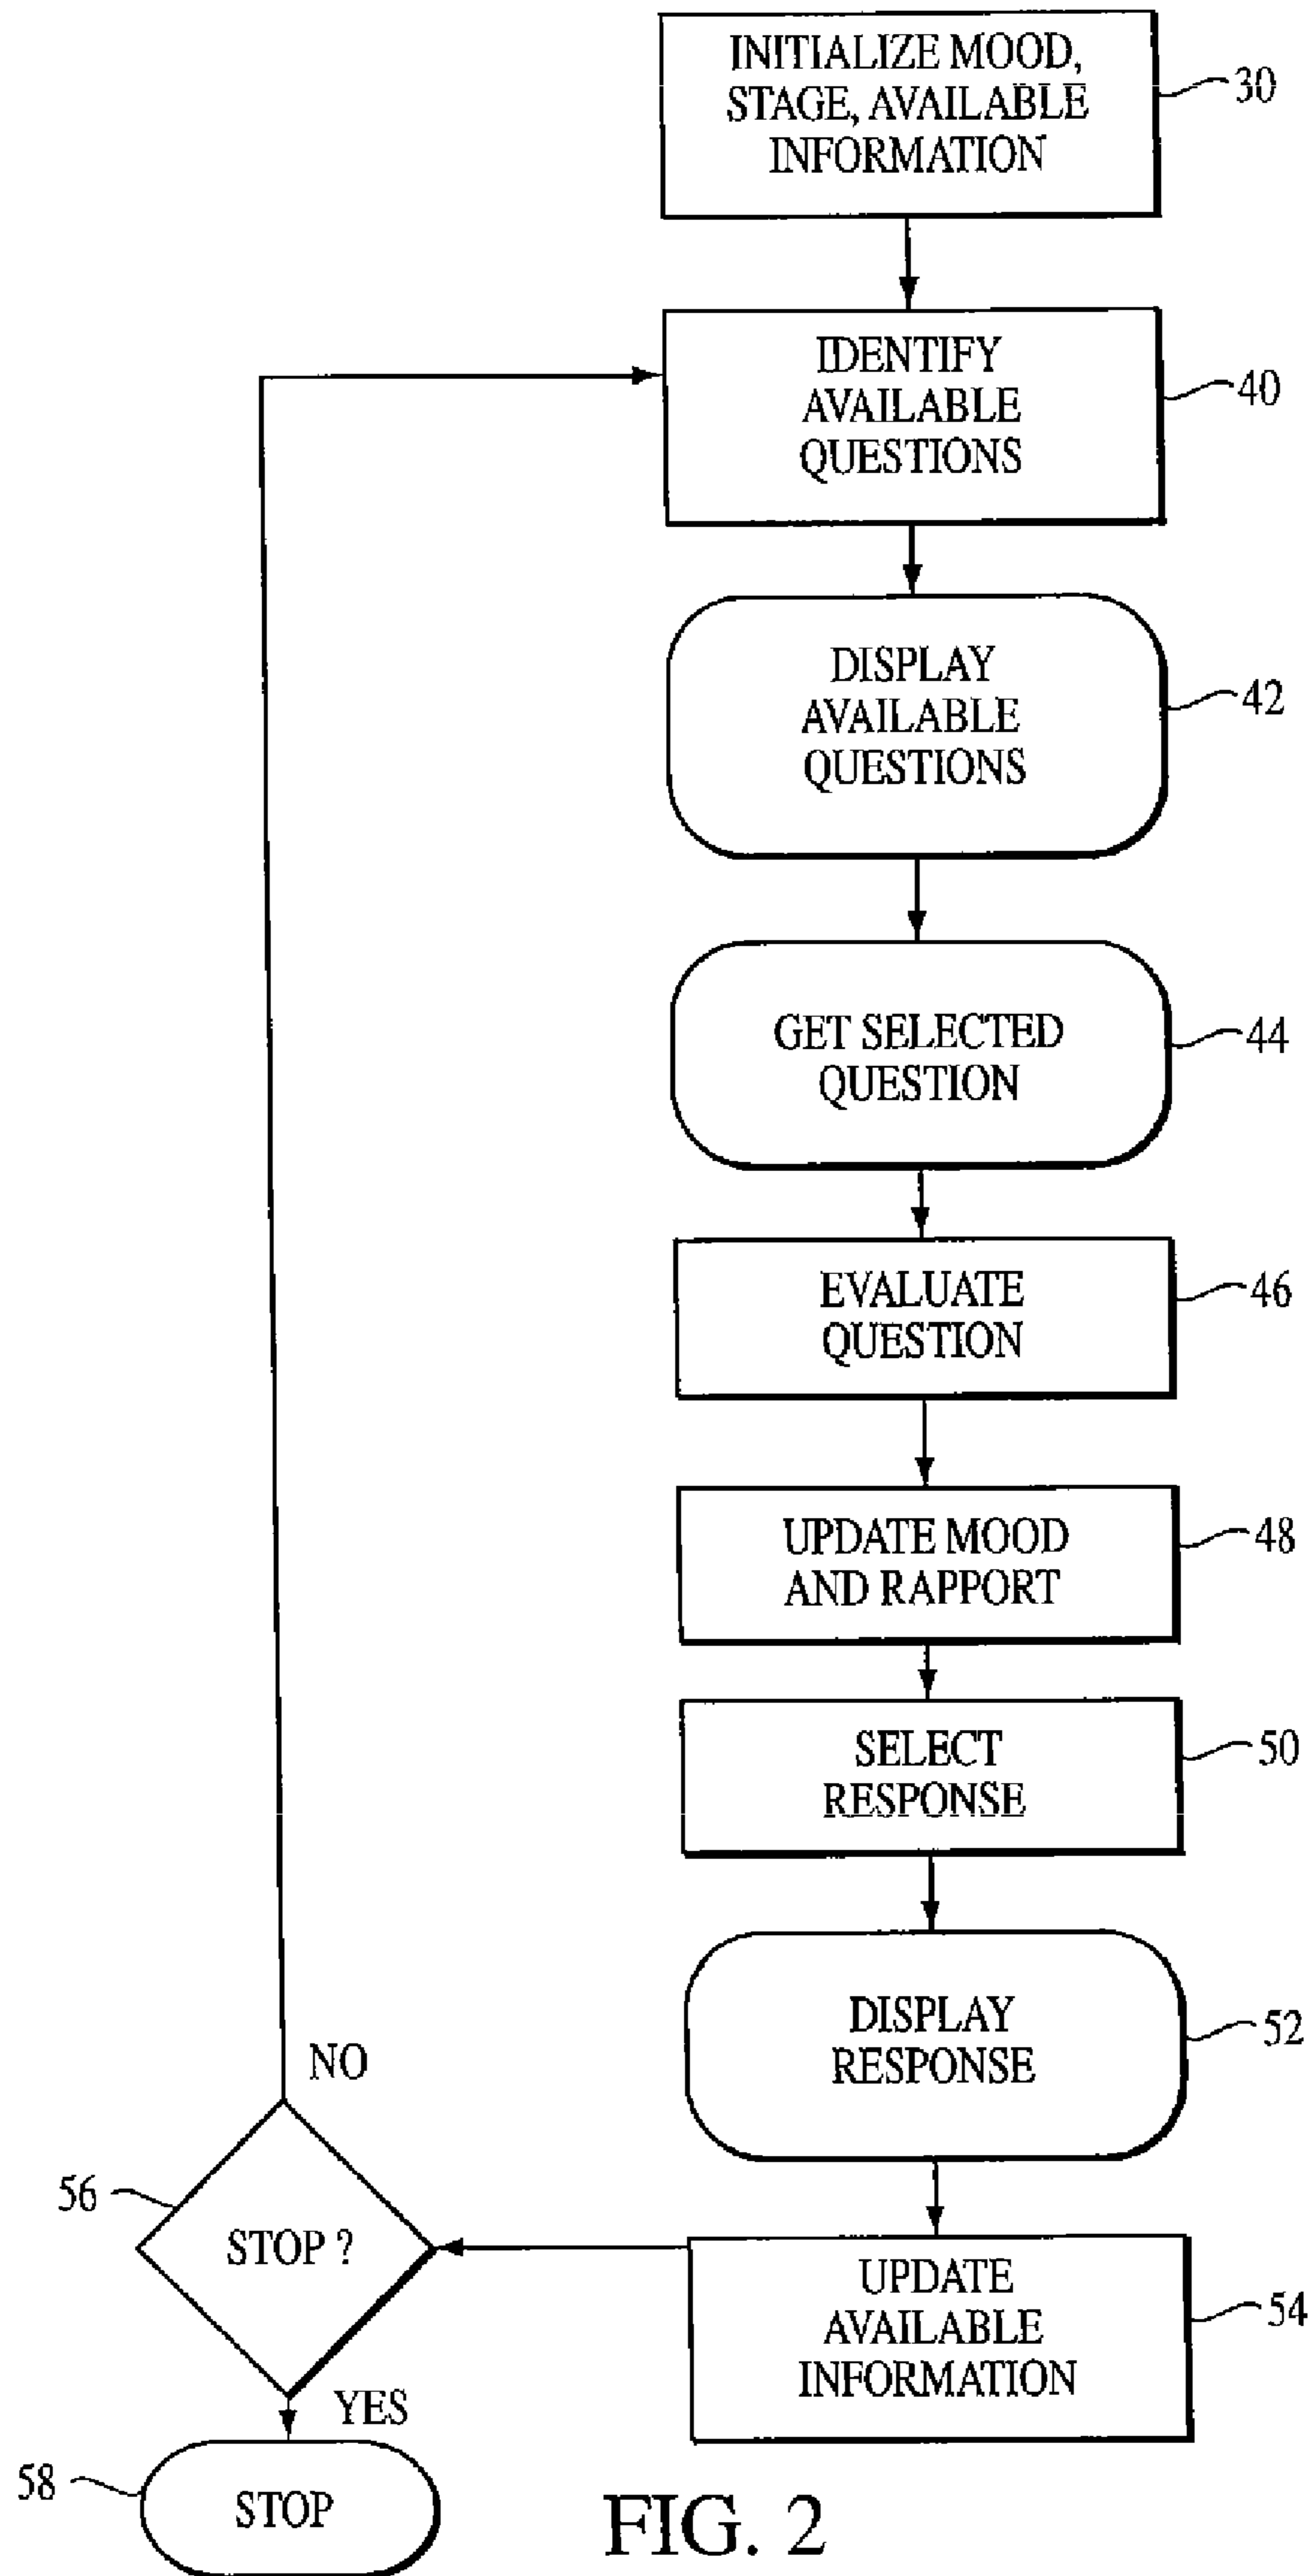 INITIALIZE MOOD,
STAGE, AVAILABLE
INFORMATION
30
IDENTIFY
AVAILABLE
QUESTIONS
40
DISPLAY
AVAILABLE
QUESTIONS
42
GET SELECTED
QUESTION
44
EVALUATE
QUESTION
46
UPDATE MOOD
AND RAPPORT
48
SELECT
RESPONSE
50
DISPLAY
RESPONSE
52
UPDATE
AVAILABLE
INFORMATION
54
NO
56
STOP ?
YES
58
STOP
FIG. 2